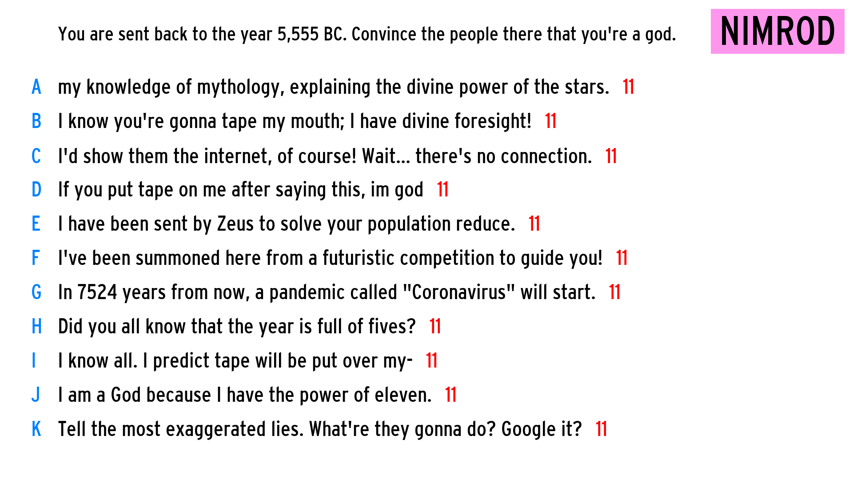 You are sent back to the year 5,555 BC. Convince the people there that you're a god.
NIMROD
A my knowledge of mythology, explaining the divine power of the stars. 11
B I know you're gonna tape my mouth; I have divine foresight! 11
C I'd show them the internet, of course! Wait... there's no connection. 11
D If you put tape on me after saying this, im god 11
E I have been sent by Zeus to solve your population reduce. 11
F I've been summoned here from a futuristic competition to guide you! 11
G In 7524 years from now, a pandemic called "Coronavirus" will start. 11
H Did you all know that the year is full of fives? 11
I I know all. I predict tape will be put over my- 11
J I am a God because I have the power of eleven. 11
K Tell the most exaggerated lies. What're they gonna do? Google it? 11